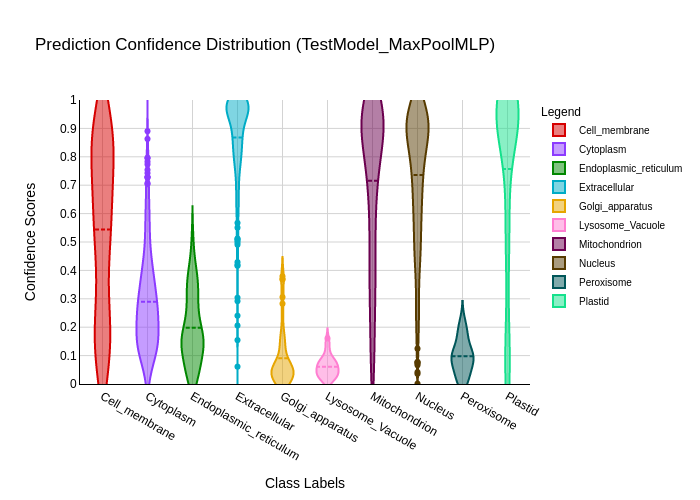 Prediction Confidence Distribution (TestModel_MaxPoolMLP)
Confidence Scores
1
0.9
0.8
0.7
0.6
0.5
0.4
0.3
0.2
0.1
0
Cell_membrane
Cytoplasm
Endoplasmic_reticulum
Extracellular
Golgi_apparatus
Lysosome_Vacuole
Mitochondrion
Nucleus
Peroxisome
Plastid
Class Labels
Legend
Cell_membrane
Cytoplasm
Endoplasmic_reticulum
Extracellular
Golgi_apparatus
Lysosome_Vacuole
Mitochondrion
Nucleus
Peroxisome
Plastid